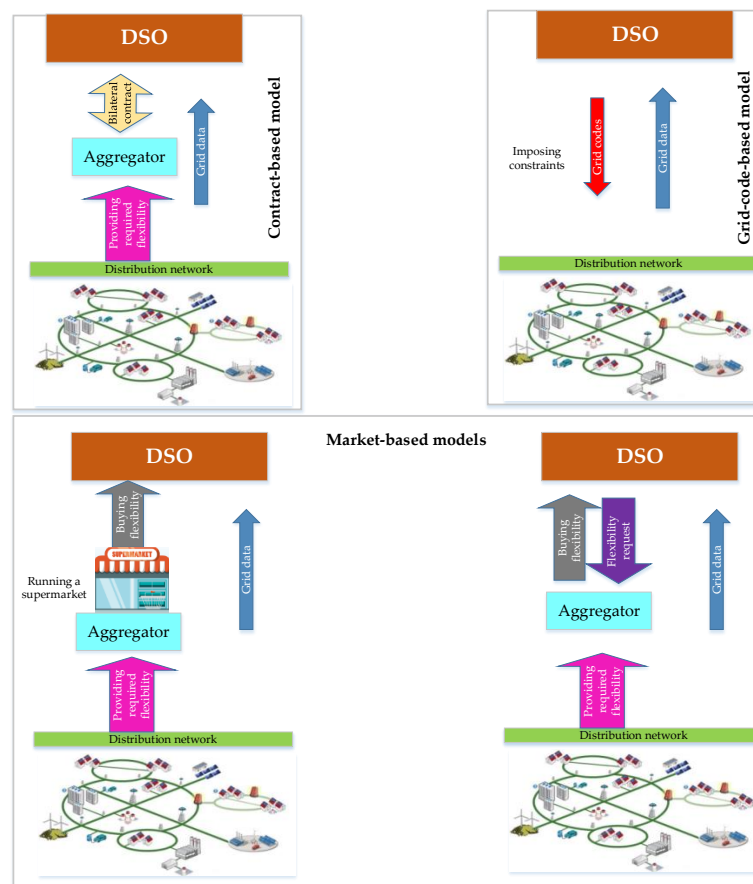 DSO
Bilateral
contract
Aggregator
Grid data
Contract-based model
Providing
required
flexibility
Distribution network
DSO
Imposing
constraints
Grid codes
Grid data
Grid-code-based model
Distribution network
Market-based models
DSO
Buying
flexibility
SUPERMARKET
Running a
supermarket
Grid data
Aggregator
Providing
required
flexibility
Distribution network
DSO
Buying
flexibility
Flexibility
request
Grid data
Aggregator
Providing
required
flexibility
Distribution network